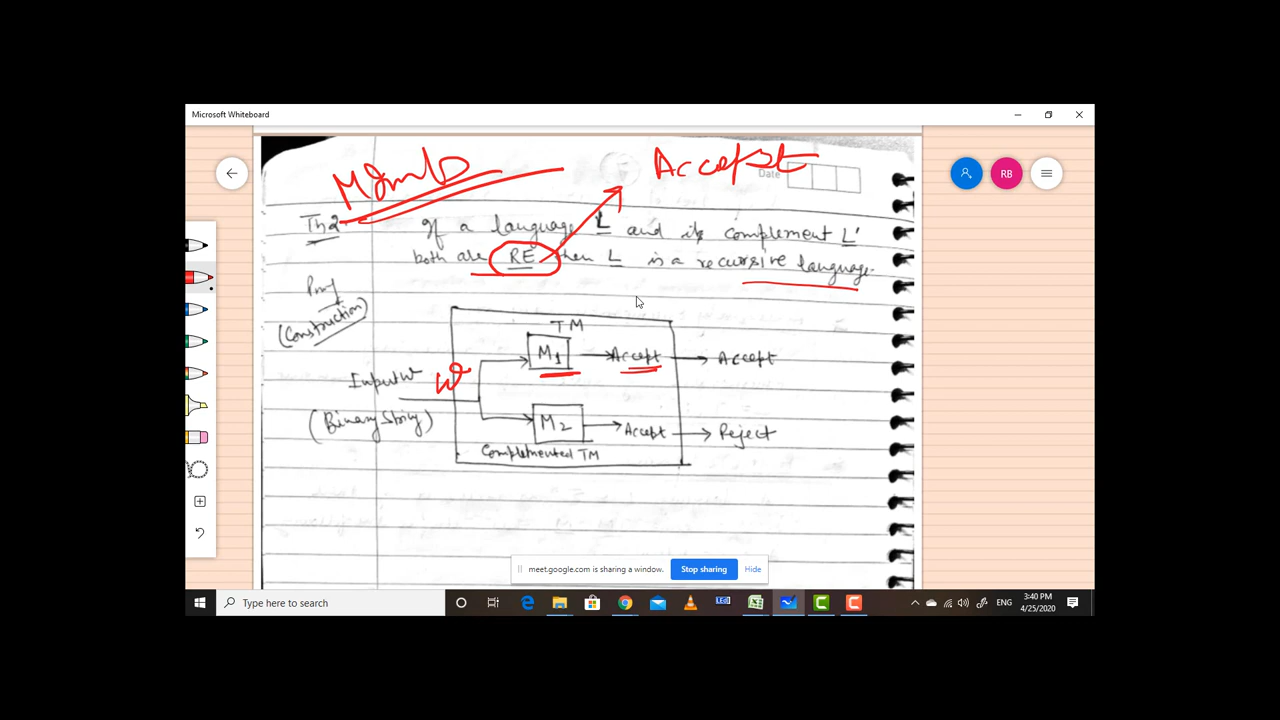 Microsoft Whiteboard
Accepst
Date
RB
Th2 If a language L and its complement L'
both are RE then L is a recursive language.
Proof
(Construction)
TM
M1 Accept Accept
Input W W
(Binary String) M2 Accept Reject
Complemented TM
meet.google.com is sharing a window. Stop sharing Hide
Type here to search
ENG 3:40 PM
4/25/2020